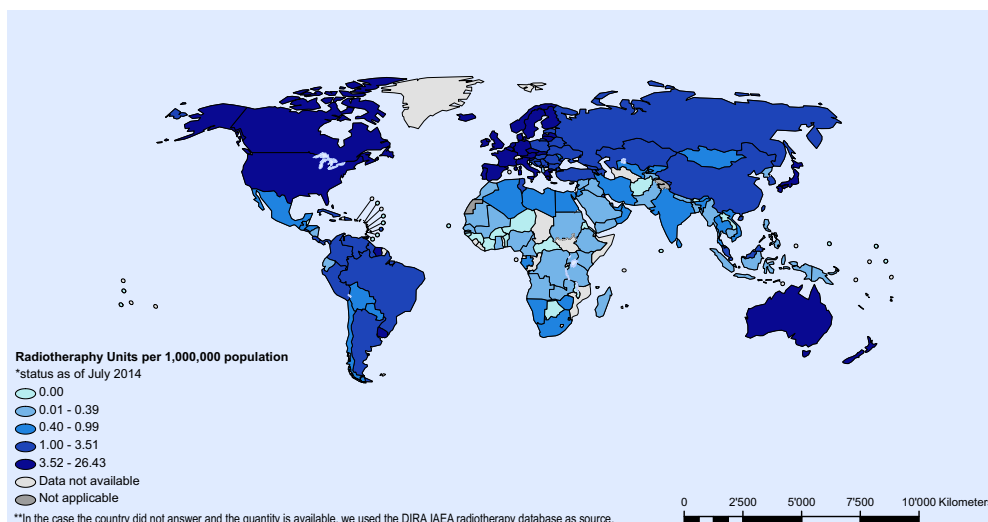 Radiotheraphy Units per 1,000,000 population
*status as of July 2014
0.00
0.01 - 0.39
0.40 - 0.99
1.00 - 3.51
3.52 - 26.43
Data not available
Not applicable
**In the case the country did not answer and the quantity is available, we used the DIRA IAEA radiotherapy database as source.
0 2'500 5'000 7'500 10'000 Kilometers